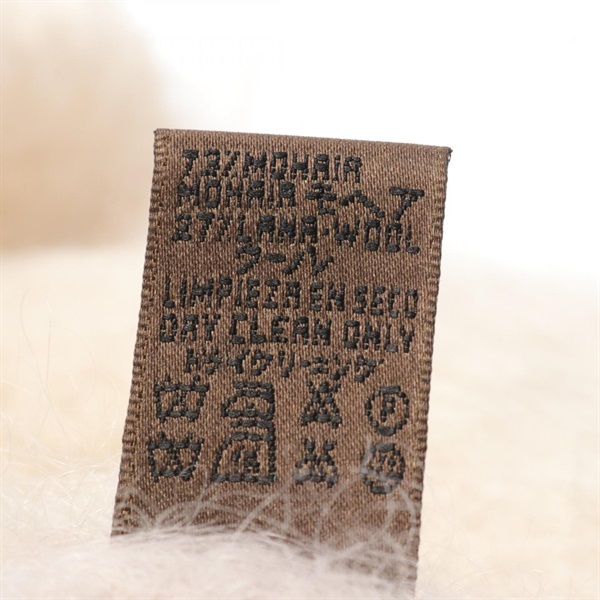 73% MOHAIR
MOHAIR モヘア
27% LANA-WOOL
ウール
LIMPIEZA EN SECO
DRY CLEAN ONLY
ドライクリーニング
F